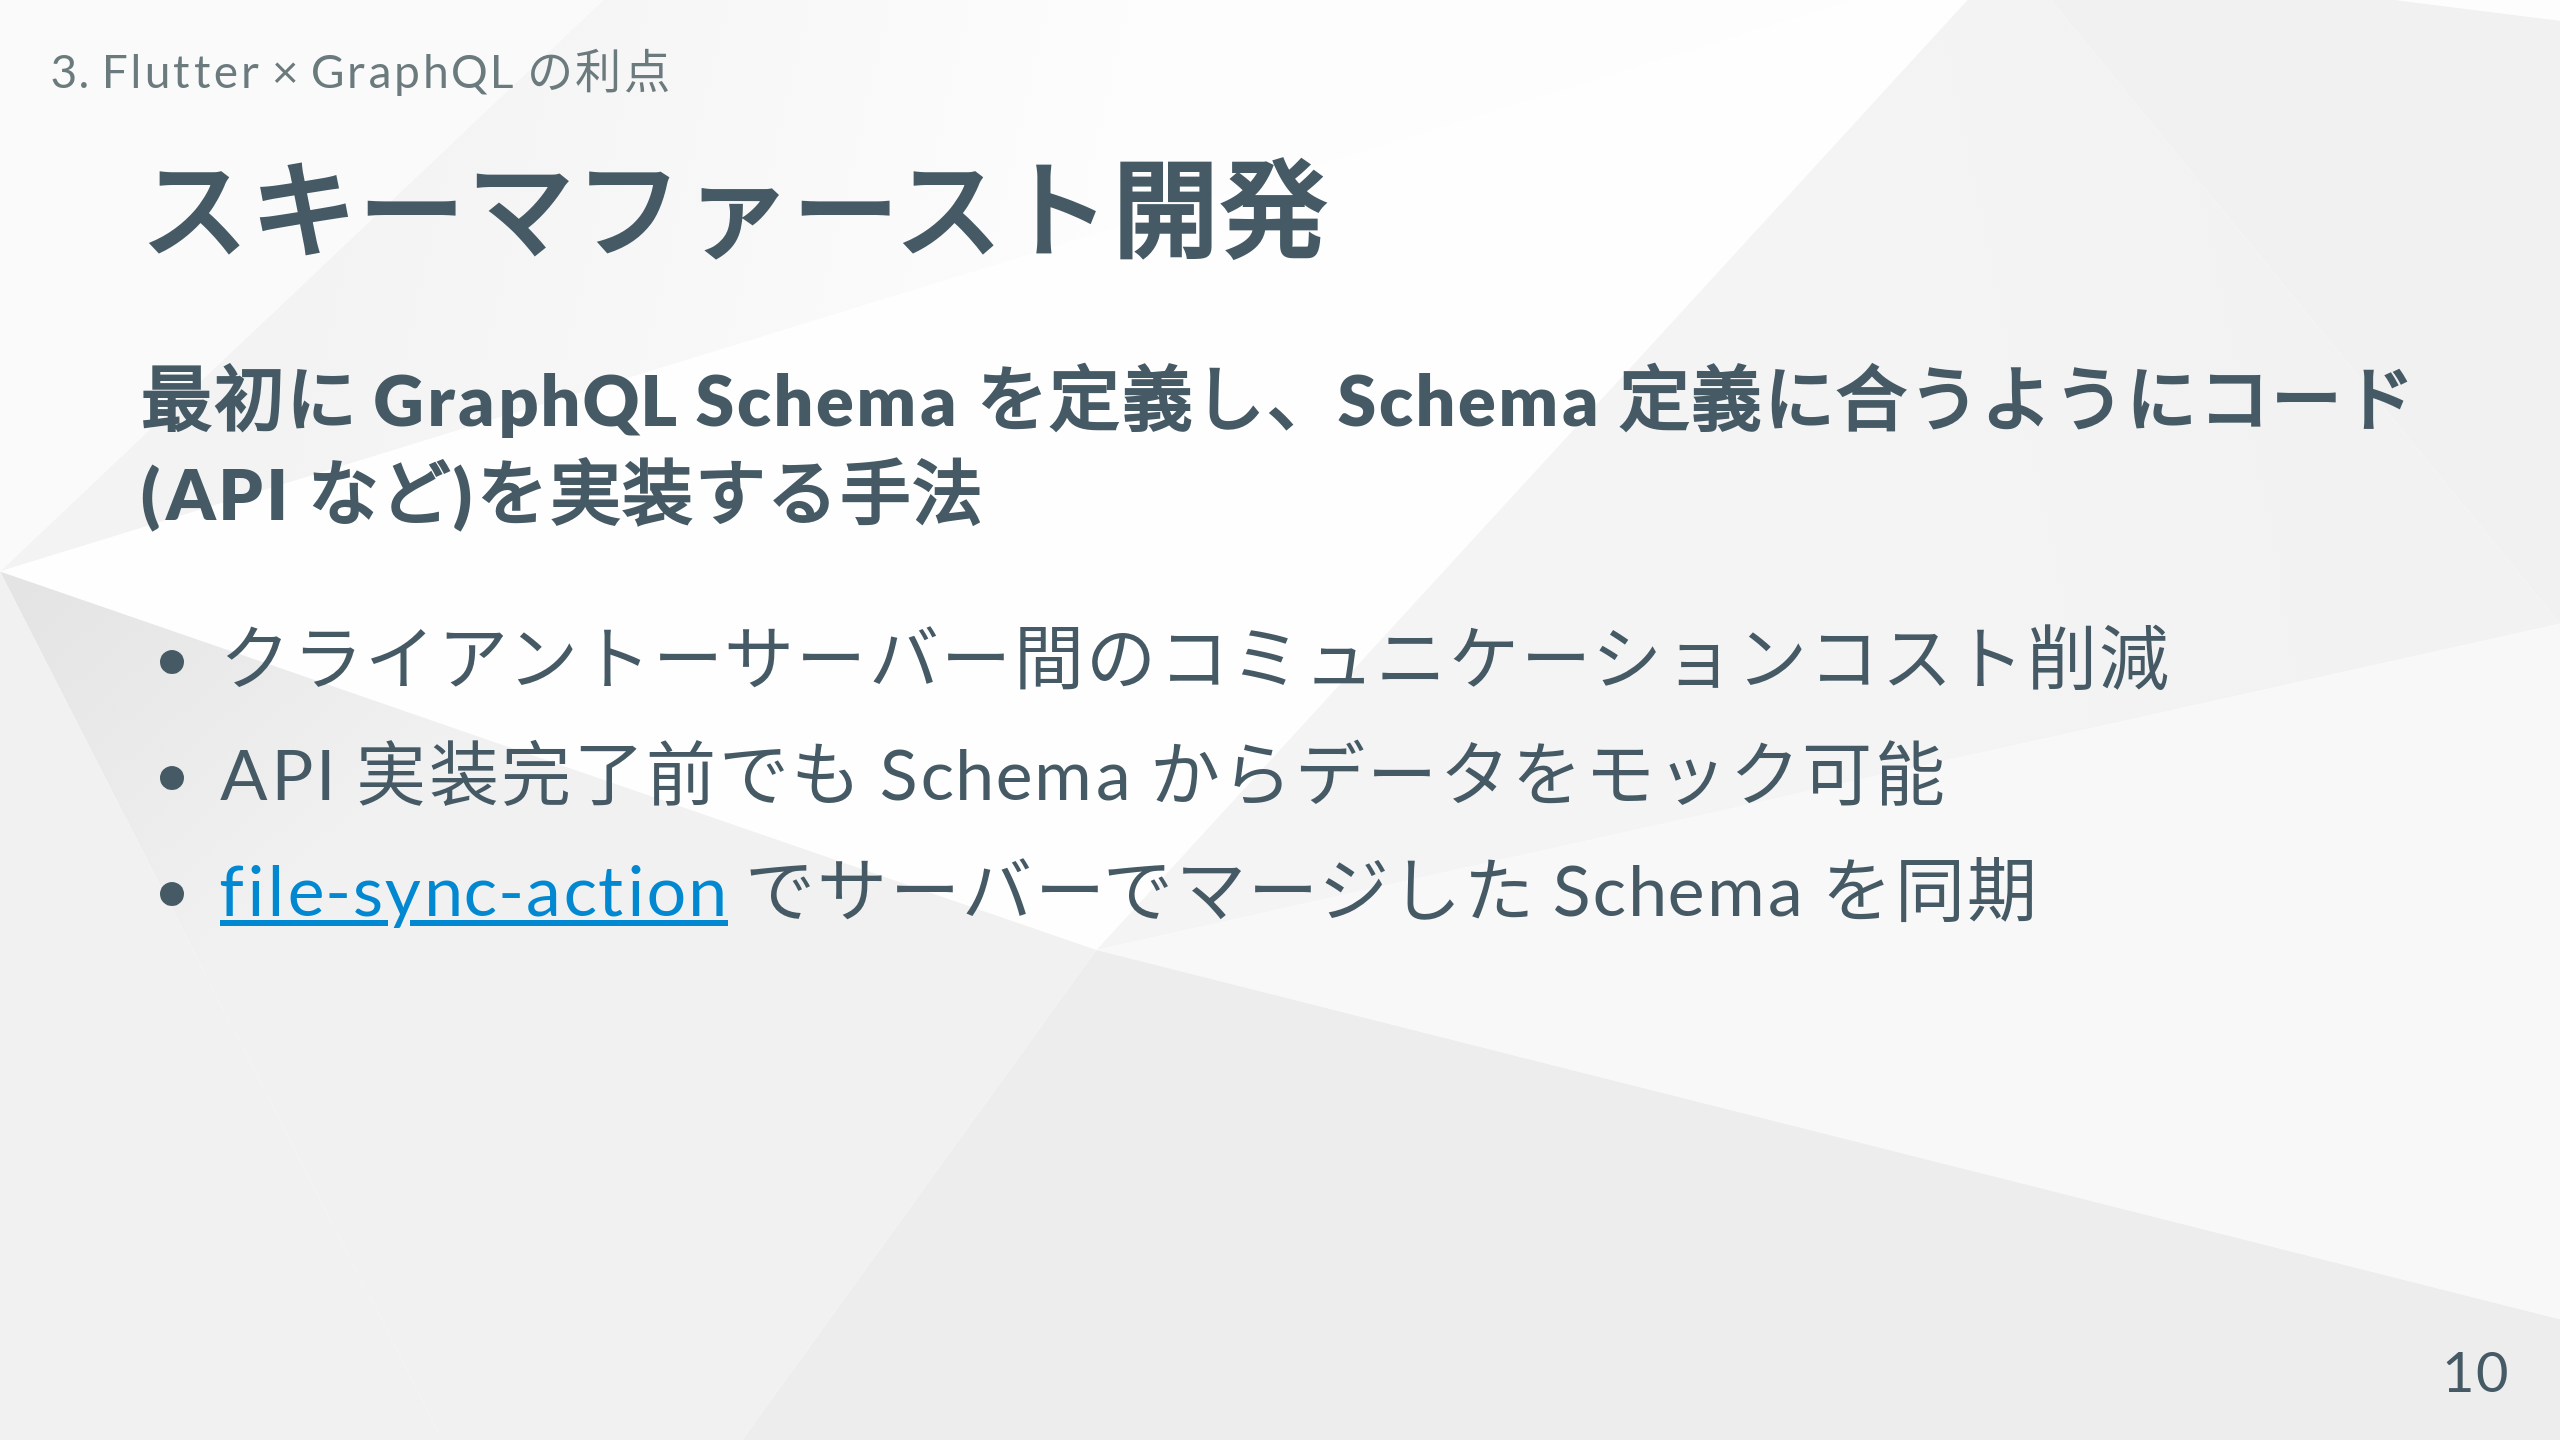 3. Flutter × GraphQL の利点
スキーマファースト開発
最初に GraphQL Schema を定義し、Schema 定義に合うようにコード
(API など)を実装する手法
• クライアントーサーバー間のコミュニケーションコスト削減
• API 実装完了前でも Schema からデータをモック可能
• file-sync-action でサーバーでマージした Schema を同期
10